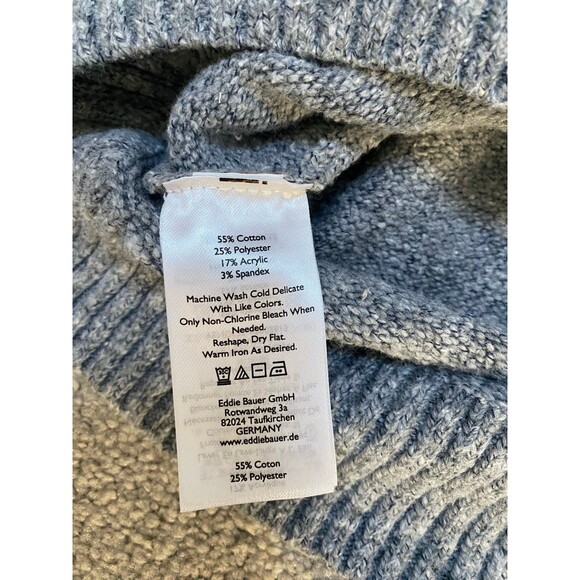 55% Cotton
25% Polyester
17% Acrylic
3% Spandex
Machine Wash Cold Delicate
With Like Colors.
Only Non-Chlorine Bleach When
Needed.
Reshape, Dry Flat.
Warm Iron As Desired.
Eddie Bauer GmbH
Rotwandweg 3a
82024 Taufkirchen
GERMANY
www.eddiebauer.de
55% Coton
25% Polyester